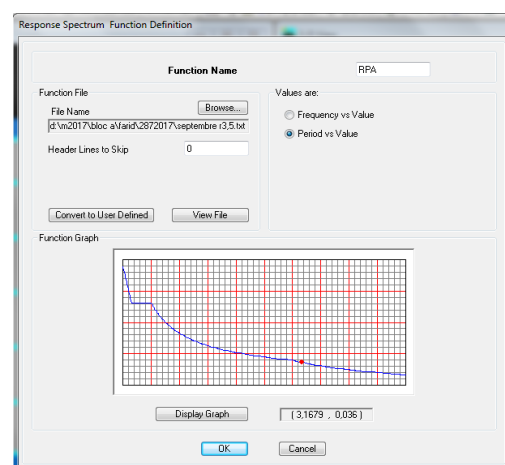 Response Spectrum Function Definition
Function Name
RPA
Function File
File Name
Browse...
d:\m2017\bloc a\farid\2872017\septembre r3,5.txt
Header Lines to Skip
0
Convert to User Defined
View File
Values are:
Frequency vs Value
Period vs Value
Function Graph
Display Graph
( 3,1679 , 0,036 )
OK
Cancel